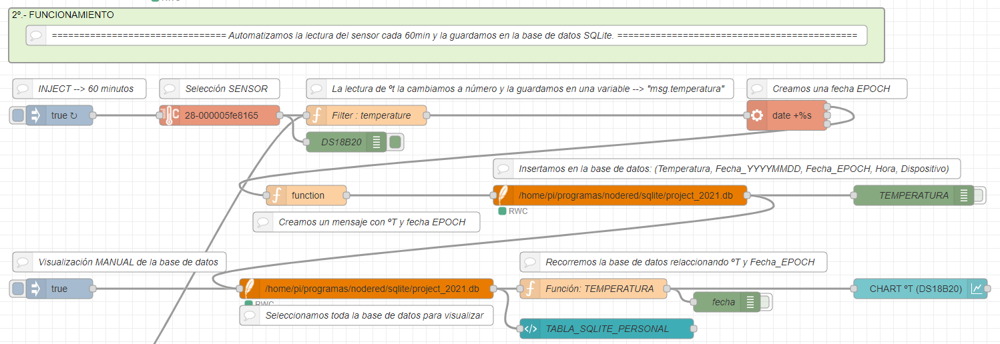 RWC
2º.- FUNCIONAMIENTO
================================ Automatizamos la lectura del sensor cada 60min y la guardamos en la base de datos SQLite. ============================================
INJECT --> 60 minutos
Selección SENSOR
La lectura de ºt la cambiamos a número y la guardamos en una variable --> "msg.temperatura"
Creamos una fecha EPOCH
true ↻
28-000005fe8165
Filter : temperature
date +%s
DS18B20
Insertamos en la base de datos: (Temperatura, Fecha_YYYYMMDD, Fecha_EPOCH, Hora, Dispositivo)
function
/home/pi/programas/nodered/sqlite/project_2021.db
TEMPERATURA
RWC
Creamos un mensaje con ºT y fecha EPOCH
Visualización MANUAL de la base de datos
Recorremos la base de datos relaccionando ºT y Fecha_EPOCH
true
/home/pi/programas/nodered/sqlite/project_2021.db
Función: TEMPERATURA
CHART ºT (DS18B20)
fecha
RWC
Seleccionamos toda la base de datos para visualizar
TABLA_SQLITE_PERSONAL